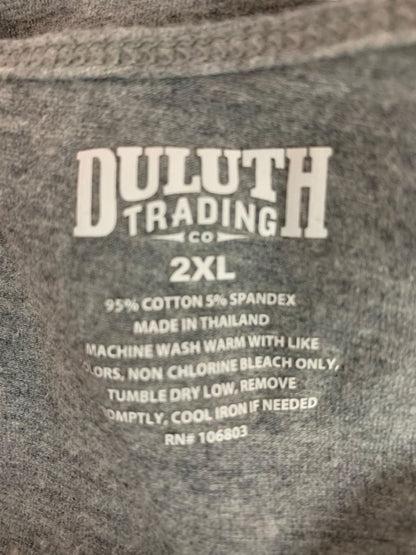 DULUTH
TRADING
CO
2XL
95% COTTON 5% SPANDEX
MADE IN THAILAND
MACHINE WASH WARM WITH LIKE
OLORS, NON CHLORINE BLEACH ONLY,
TUMBLE DRY LOW, REMOVE
OMPTLY, COOL IRON IF NEEDED
RN# 106803